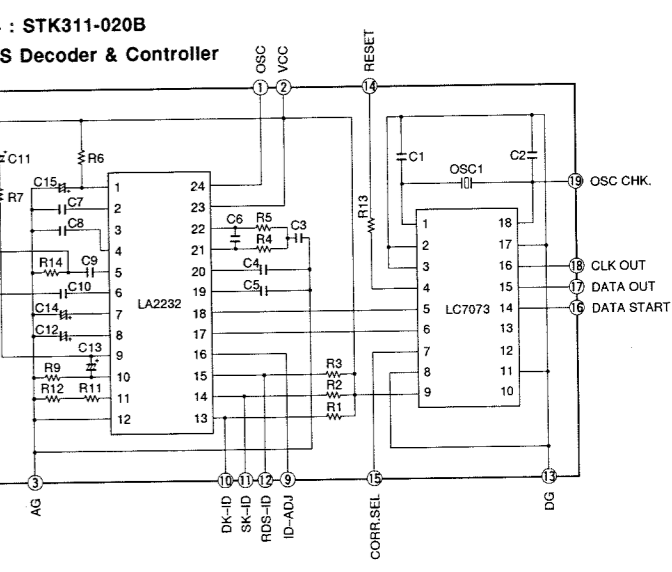 : STK311-020B
S Decoder & Controller
OSC
VCC
RESET
1
2
14
C11
R6
R7
C15
C7
C8
R14
C9
C10
C14
C12
C13
R9
R12
R11
1
2
3
4
5
6
7
8
9
10
11
12
LA2232
24
23
22
21
20
19
18
17
16
15
14
13
C6
R5
R4
C3
C4
C5
R3
R2
R1
R13
C1
C2
OSC1
1
2
3
4
5
6
7
8
9
LC7073
18
17
16
15
14
13
12
11
10
19 OSC CHK.
18 CLK OUT
17 DATA OUT
16 DATA START
3
10
11
12
9
15
13
AG
DK-ID
SK-ID
RDS-ID
ID-ADJ
CORR.SEL
DG